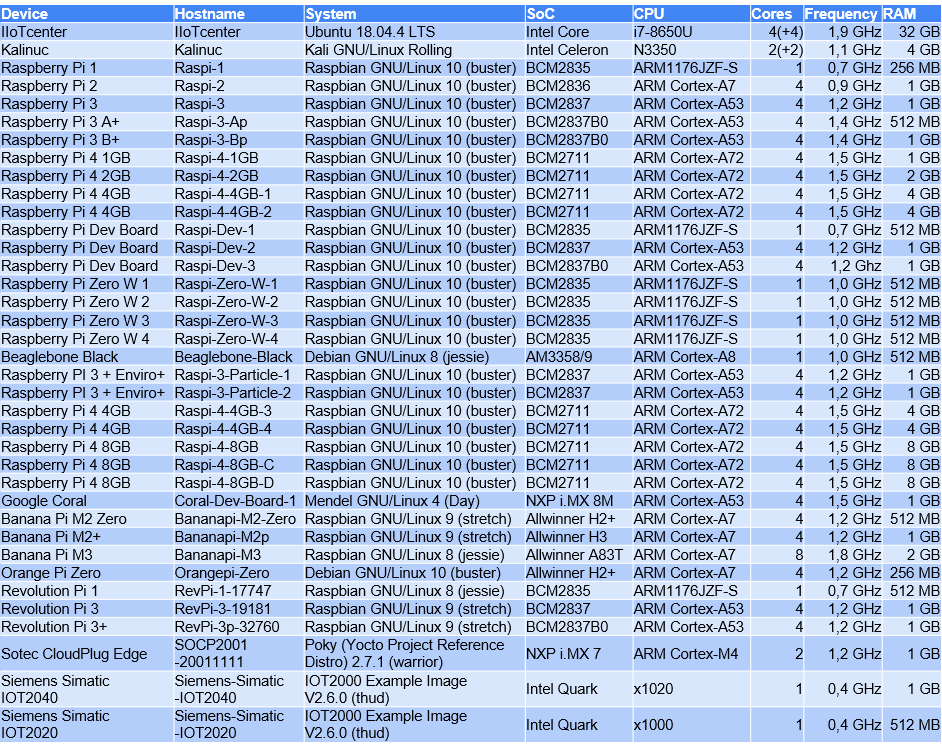 Device Hostname System SoC CPU Cores Frequency RAM
IIoTcenter IIoTcenter Ubuntu 18.04.4 LTS Intel Core i7-8650U 4(+4) 1,9 GHz 32 GB
Kalinuc Kalinuc Kali GNU/Linux Rolling Intel Celeron N3350 2(+2) 1,1 GHz 4 GB
Raspberry Pi 1 Raspi-1 Raspbian GNU/Linux 10 (buster) BCM2835 ARM1176JZF-S 1 0,7 GHz 256 MB
Raspberry Pi 2 Raspi-2 Raspbian GNU/Linux 10 (buster) BCM2836 ARM Cortex-A7 4 0,9 GHz 1 GB
Raspberry Pi 3 Raspi-3 Raspbian GNU/Linux 10 (buster) BCM2837 ARM Cortex-A53 4 1,2 GHz 1 GB
Raspberry Pi 3 A+ Raspi-3-Ap Raspbian GNU/Linux 10 (buster) BCM2837B0 ARM Cortex-A53 4 1,4 GHz 512 MB
Raspberry Pi 3 B+ Raspi-3-Bp Raspbian GNU/Linux 10 (buster) BCM2837B0 ARM Cortex-A53 4 1,4 GHz 1 GB
Raspberry Pi 4 1GB Raspi-4-1GB Raspbian GNU/Linux 10 (buster) BCM2711 ARM Cortex-A72 4 1,5 GHz 1 GB
Raspberry Pi 4 2GB Raspi-4-2GB Raspbian GNU/Linux 10 (buster) BCM2711 ARM Cortex-A72 4 1,5 GHz 2 GB
Raspberry Pi 4 4GB Raspi-4-4GB-1 Raspbian GNU/Linux 10 (buster) BCM2711 ARM Cortex-A72 4 1,5 GHz 4 GB
Raspberry Pi 4 4GB Raspi-4-4GB-2 Raspbian GNU/Linux 10 (buster) BCM2711 ARM Cortex-A72 4 1,5 GHz 4 GB
Raspberry Pi Dev Board Raspi-Dev-1 Raspbian GNU/Linux 10 (buster) BCM2835 ARM1176JZF-S 1 0,7 GHz 512 MB
Raspberry Pi Dev Board Raspi-Dev-2 Raspbian GNU/Linux 10 (buster) BCM2837 ARM Cortex-A53 4 1,2 GHz 1 GB
Raspberry Pi Dev Board Raspi-Dev-3 Raspbian GNU/Linux 10 (buster) BCM2837B0 ARM Cortex-A53 4 1,2 Ghz 1 GB
Raspberry Pi Zero W 1 Raspi-Zero-W-1 Raspbian GNU/Linux 10 (buster) BCM2835 ARM1176JZF-S 1 1,0 GHz 512 MB
Raspberry Pi Zero W 2 Raspi-Zero-W-2 Raspbian GNU/Linux 10 (buster) BCM2835 ARM1176JZF-S 1 1,0 GHz 512 MB
Raspberry Pi Zero W 3 Raspi-Zero-W-3 Raspbian GNU/Linux 10 (buster) BCM2835 ARM1176JZF-S 1 1,0 GHz 512 MB
Raspberry Pi Zero W 4 Raspi-Zero-W-4 Raspbian GNU/Linux 10 (buster) BCM2835 ARM1176JZF-S 1 1,0 GHz 512 MB
Beaglebone Black Beaglebone-Black Debian GNU/Linux 8 (jessie) AM3358/9 ARM Cortex-A8 1 1,0 GHz 512 MB
Raspberry PI 3 + Enviro+ Raspi-3-Particle-1 Raspbian GNU/Linux 10 (buster) BCM2837 ARM Cortex-A53 4 1,2 GHz 1 GB
Raspberry PI 3 + Enviro+ Raspi-3-Particle-2 Raspbian GNU/Linux 10 (buster) BCM2837 ARM Cortex-A53 4 1,2 GHz 1 GB
Raspberry Pi 4 4GB Raspi-4-4GB-3 Raspbian GNU/Linux 10 (buster) BCM2711 ARM Cortex-A72 4 1,5 GHz 4 GB
Raspberry Pi 4 4GB Raspi-4-4GB-4 Raspbian GNU/Linux 10 (buster) BCM2711 ARM Cortex-A72 4 1,5 GHz 4 GB
Raspberry Pi 4 8GB Raspi-4-8GB Raspbian GNU/Linux 10 (buster) BCM2711 ARM Cortex-A72 4 1,5 GHz 8 GB
Raspberry Pi 4 8GB Raspi-4-8GB-C Raspbian GNU/Linux 10 (buster) BCM2711 ARM Cortex-A72 4 1,5 GHz 8 GB
Raspberry Pi 4 8GB Raspi-4-8GB-D Raspbian GNU/Linux 10 (buster) BCM2711 ARM Cortex-A72 4 1,5 GHz 8 GB
Google Coral Coral-Dev-Board-1 Mendel GNU/Linux 4 (Day) NXP i.MX 8M ARM Cortex-A53 4 1,5 GHz 1 GB
Banana Pi M2 Zero Bananapi-M2-Zero Raspbian GNU/Linux 9 (stretch) Allwinner H2+ ARM Cortex-A7 4 1,2 GHz 512 MB
Banana Pi M2+ Bananapi-M2p Raspbian GNU/Linux 9 (stretch) Allwinner H3 ARM Cortex-A7 4 1,2 GHz 1 GB
Banana Pi M3 Bananapi-M3 Raspbian GNU/Linux 8 (jessie) Allwinner A83T ARM Cortex-A7 8 1,8 GHz 2 GB
Orange Pi Zero Orangepi-Zero Debian GNU/Linux 10 (buster) Allwinner H2+ ARM Cortex-A7 4 1,2 GHz 256 MB
Revolution Pi 1 RevPi-1-17747 Raspbian GNU/Linux 8 (jessie) BCM2835 ARM1176JZF-S 1 0,7 GHz 512 MB
Revolution Pi 3 RevPi-3-19181 Raspbian GNU/Linux 9 (stretch) BCM2837 ARM Cortex-A53 4 1,2 GHz 1 GB
Revolution Pi 3+ RevPi-3p-32760 Raspbian GNU/Linux 9 (stretch) BCM2837B0 ARM Cortex-A53 4 1,2 GHz 1 GB
SOCP2001 Poky (Yocto Project Reference
Sotec CloudPlug Edge -20011111 Distro) 2.7.1 (warrior) NXP i.MX 7 ARM Cortex-M4 2 1,2 GHz 1 GB
Siemens Simatic Siemens-Simatic IOT2000 Example Image
IOT2040 -IOT2040 V2.6.0 (thud) Intel Quark x1020 1 0,4 GHz 1 GB
Siemens Simatic Siemens-Simatic IOT2000 Example Image
IOT2020 -IOT2020 V2.6.0 (thud) Intel Quark x1000 1 0,4 GHz 512 MB